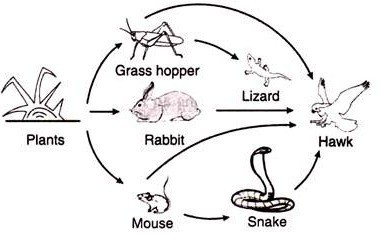 Grass hopper
Lizard
Plants
Rabbit
Hawk
Mouse
Snake